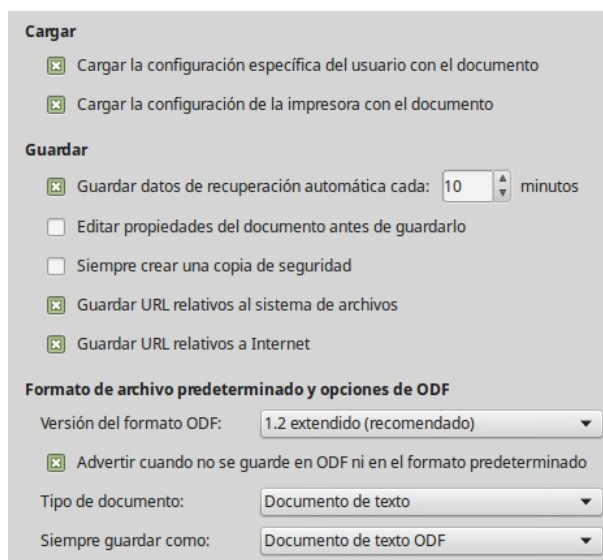 Cargar
Cargar la configuración específica del usuario con el documento
Cargar la configuración de la impresora con el documento
Guardar
Guardar datos de recuperación automática cada: 10 minutos
Editar propiedades del documento antes de guardarlo
Siempre crear una copia de seguridad
Guardar URL relativos al sistema de archivos
Guardar URL relativos a Internet
Formato de archivo predeterminado y opciones de ODF
Versión del formato ODF: 1.2 extendido (recomendado)
Advertir cuando no se guarde en ODF ni en el formato predeterminado
Tipo de documento: Documento de texto
Siempre guardar como: Documento de texto ODF